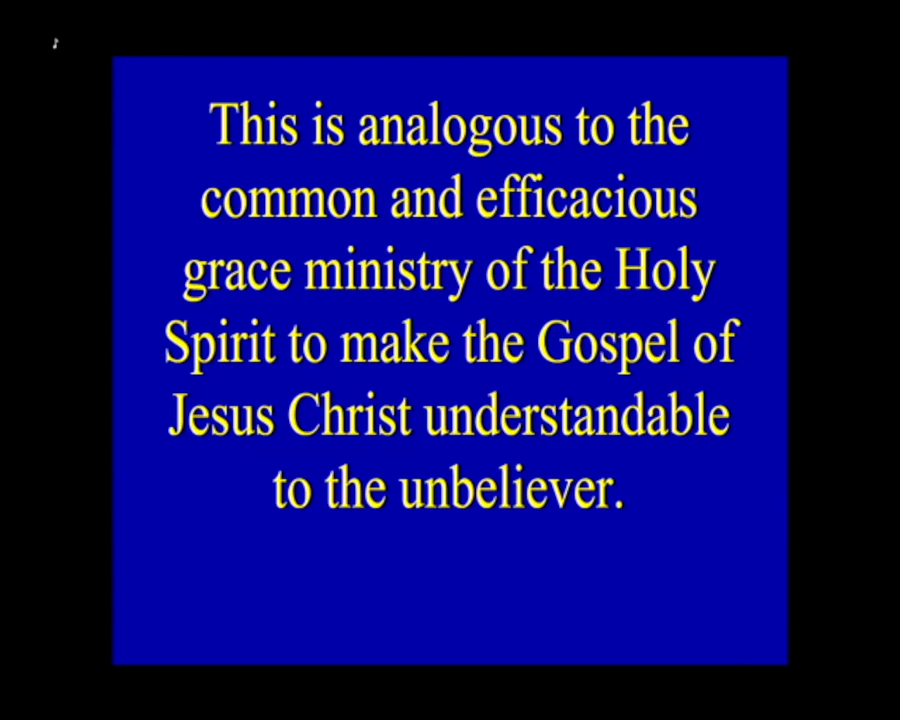 This is analogous to the
common and efficacious
grace ministry of the Holy
Spirit to make the Gospel of
Jesus Christ understandable
to the unbeliever.